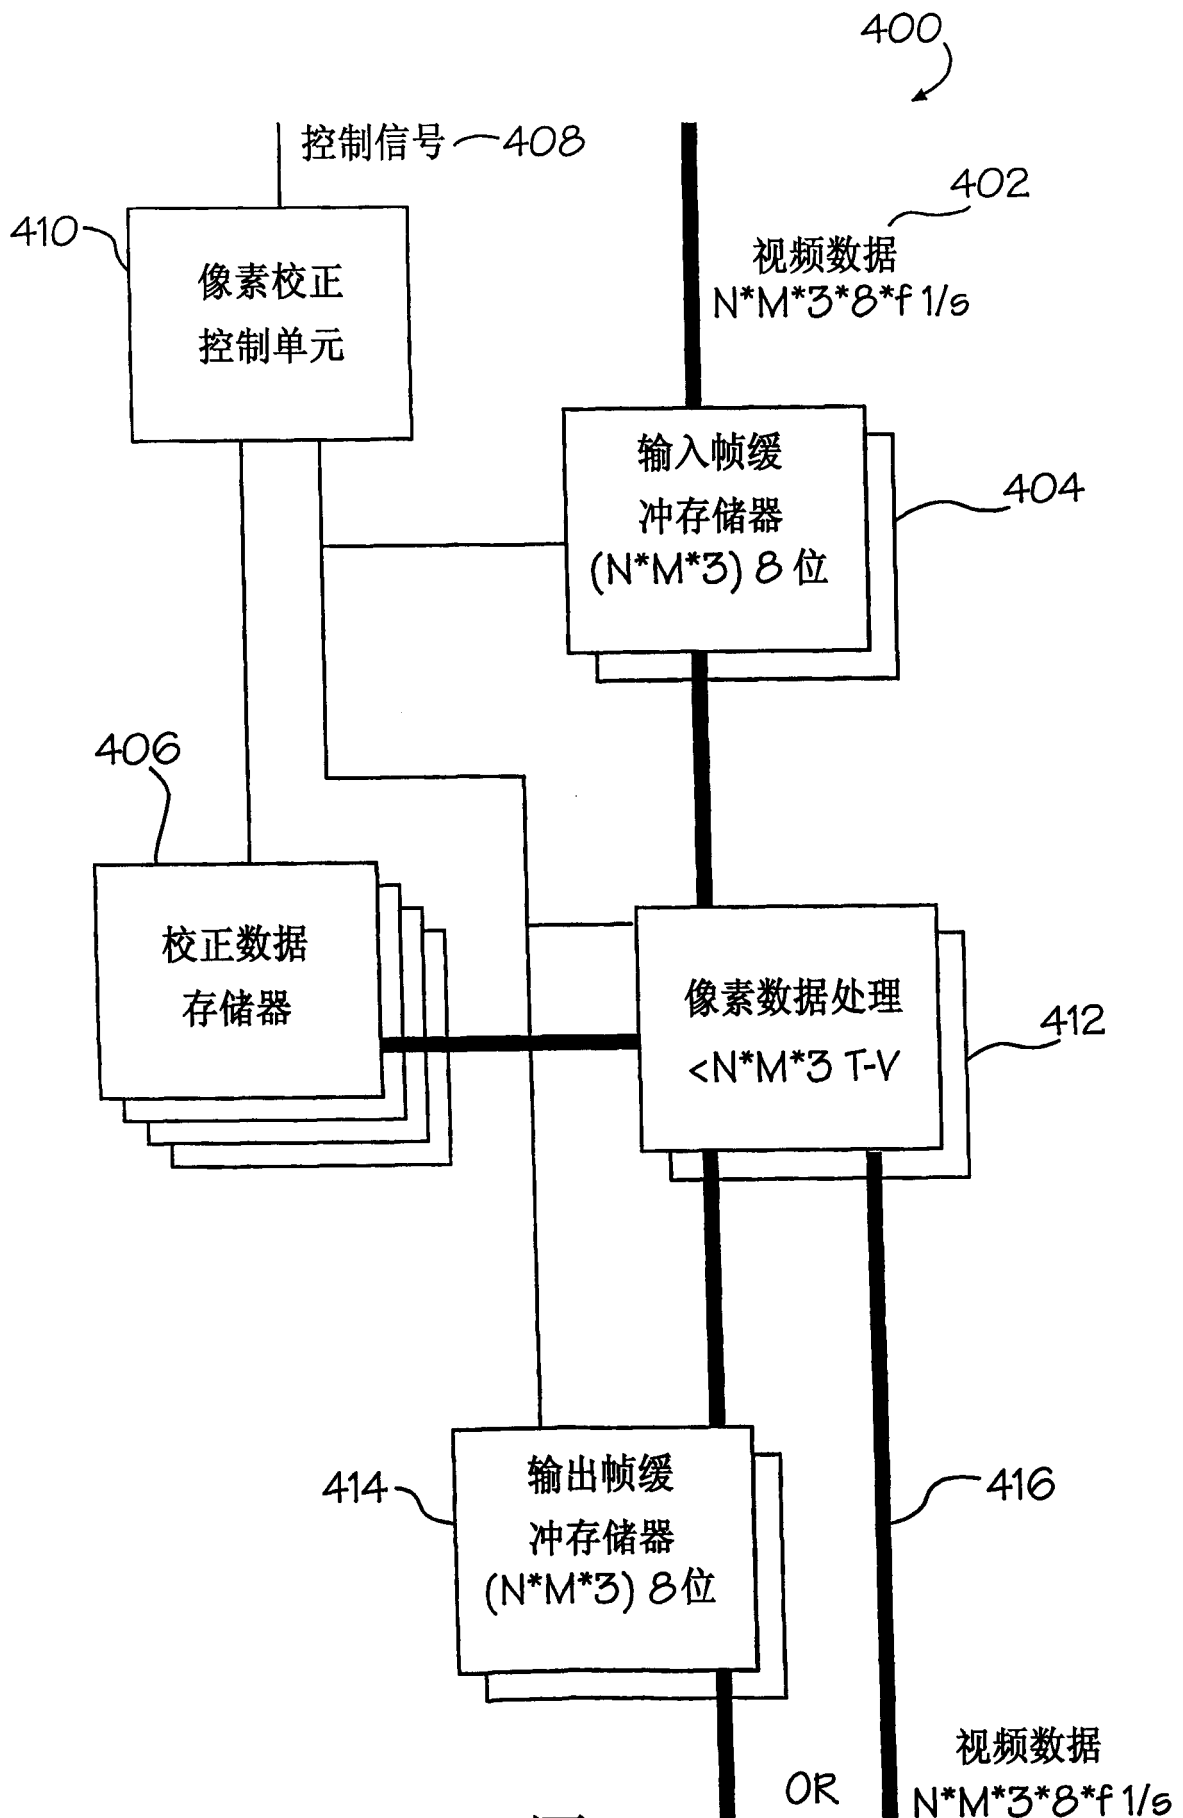 400
控制信号 408
402
410
视频数据
N*M*3*8*f 1/s
像素校正
控制单元
输入帧缓
冲存储器
(N*M*3) 8 位
404
406
校正数据
存储器
像素数据处理
<N*M*3 T-V
412
414
输出帧缓
冲存储器
(N*M*3) 8位
416
视频数据
N*M*3*8*f 1/s
OR